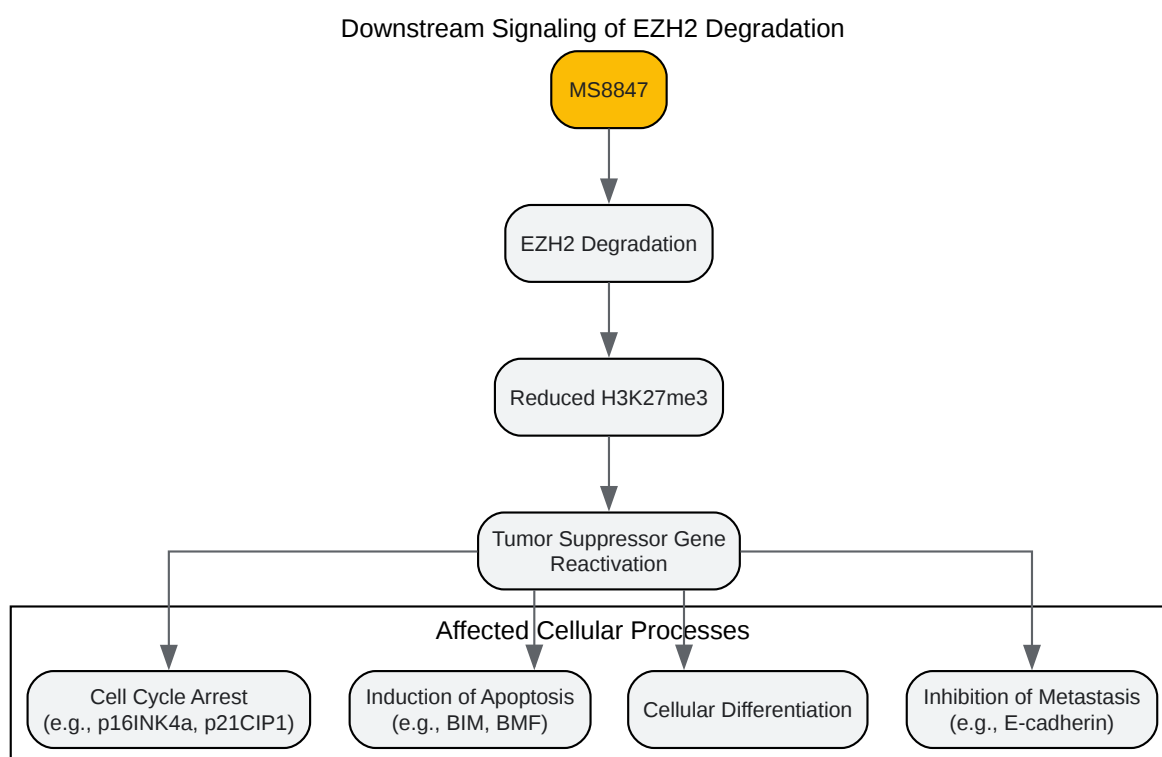 Downstream Signaling of EZH2 Degradation
MS8847
EZH2 Degradation
Reduced H3K27me3
Tumor Suppressor Gene
Reactivation
Affected Cellular Processes
Cell Cycle Arrest
(e.g., p16INK4a, p21CIP1)
Induction of Apoptosis
(e.g., BIM, BMF)
Cellular Differentiation
Inhibition of Metastasis
(e.g., E-cadherin)